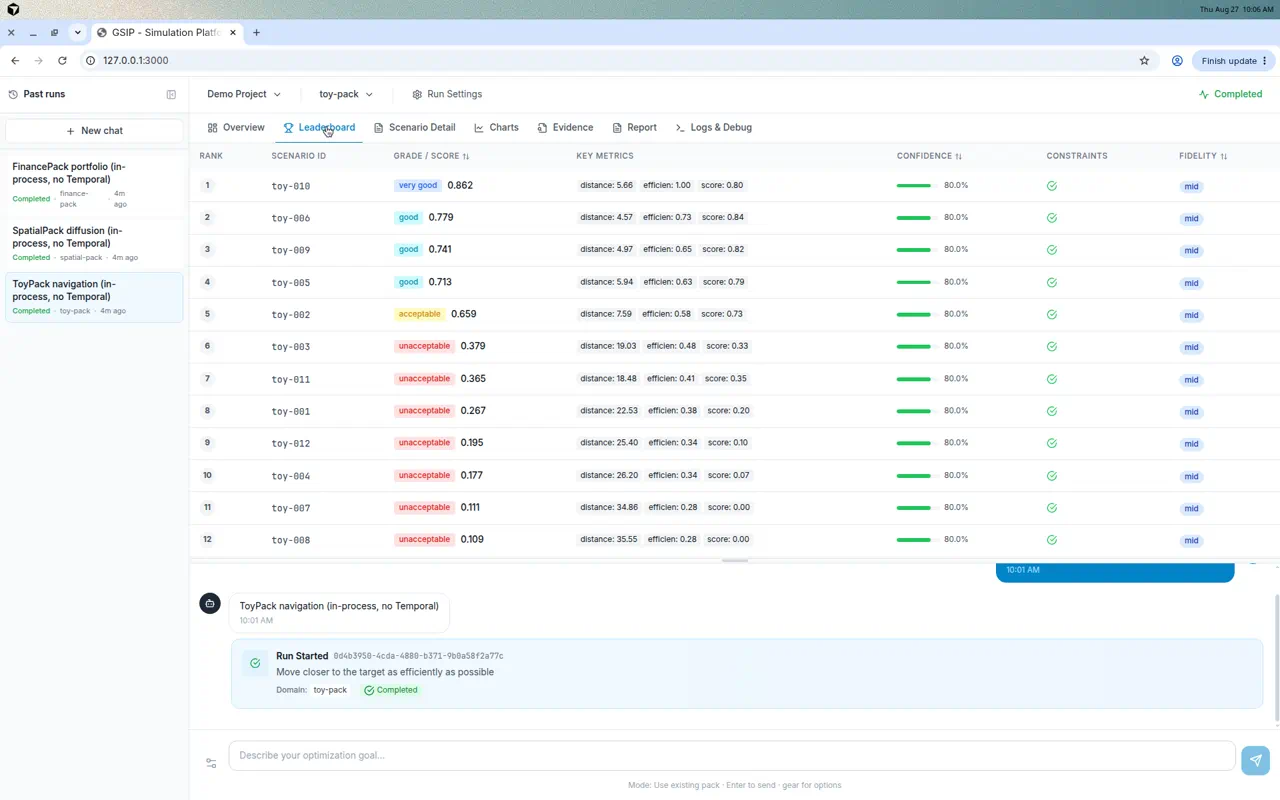 Thu Aug 27 10:06 AM
GSIP - Simulation Platfo
127.0.0.1:3000
Finish update
Past runs
Demo Project
toy-pack
Run Settings
Completed
New chat
Overview
Leaderboard
Scenario Detail
Charts
Evidence
Report
Logs & Debug
FinancePack portfolio (in-
process, no Temporal)
Completed · finance-pack · 4m ago
SpatialPack diffusion (in-
process, no Temporal)
Completed · spatial-pack · 4m ago
ToyPack navigation (in-
process, no Temporal)
Completed · toy-pack · 4m ago
RANK SCENARIO ID GRADE / SCORE KEY METRICS CONFIDENCE CONSTRAINTS FIDELITY
1 toy-010 very good 0.862 distance: 5.66 efficien: 1.00 score: 0.80 80.0% mid
2 toy-006 good 0.779 distance: 4.57 efficien: 0.73 score: 0.84 80.0% mid
3 toy-009 good 0.741 distance: 4.97 efficien: 0.65 score: 0.82 80.0% mid
4 toy-005 good 0.713 distance: 5.94 efficien: 0.63 score: 0.79 80.0% mid
5 toy-002 acceptable 0.659 distance: 7.59 efficien: 0.58 score: 0.73 80.0% mid
6 toy-003 unacceptable 0.379 distance: 19.03 efficien: 0.48 score: 0.33 80.0% mid
7 toy-011 unacceptable 0.365 distance: 18.48 efficien: 0.41 score: 0.35 80.0% mid
8 toy-001 unacceptable 0.267 distance: 22.53 efficien: 0.38 score: 0.20 80.0% mid
9 toy-012 unacceptable 0.195 distance: 25.40 efficien: 0.34 score: 0.10 80.0% mid
10 toy-004 unacceptable 0.177 distance: 26.20 efficien: 0.34 score: 0.07 80.0% mid
11 toy-007 unacceptable 0.111 distance: 34.86 efficien: 0.28 score: 0.00 80.0% mid
12 toy-008 unacceptable 0.109 distance: 35.55 efficien: 0.28 score: 0.00 80.0% mid
10:01 AM
ToyPack navigation (in-process, no Temporal)
10:01 AM
Run Started 0d4b3950-4cda-4880-b371-9b0a58f2a77c
Move closer to the target as efficiently as possible
Domain: toy-pack Completed
Describe your optimization goal...
Mode: Use existing pack · Enter to send · gear for options